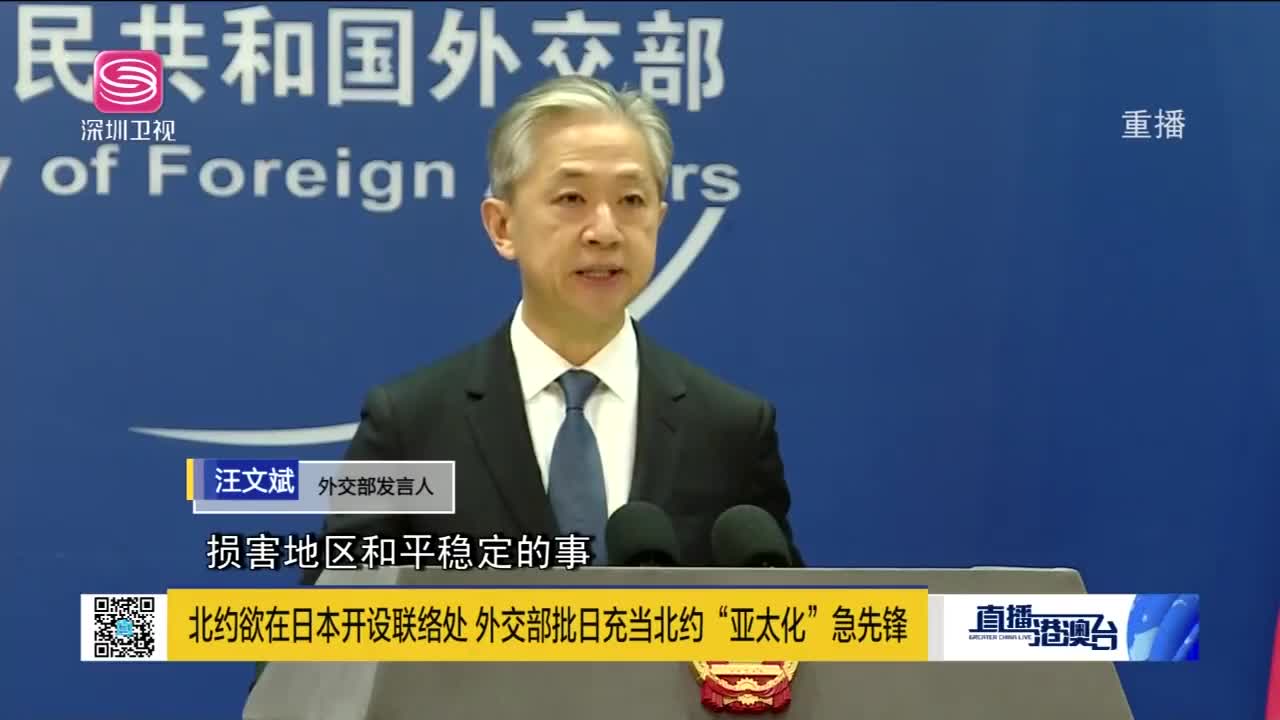 民共和国外交部
深圳卫视
重播
y of Foreign
rs
汪文斌
外交部发言人
损害地区和平稳定的事
北约欲在日本开设联络处 外交部批日充当北约“亚太化”急先锋
直播港澳台
GREATER CHINA LIVE